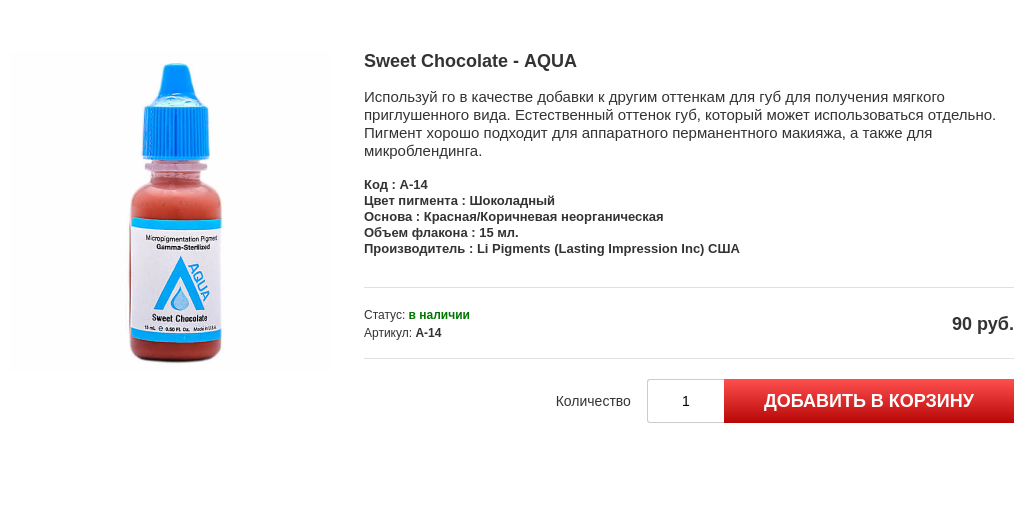 Sweet Chocolate - AQUA
Используй го в качестве добавки к другим оттенкам для губ для получения мягкого
приглушенного вида. Естественный оттенок губ, который может использоваться отдельно.
Пигмент хорошо подходит для аппаратного перманентного макияжа, а также для
микроблендинга.
Код : A-14
Цвет пигмента : Шоколадный
Основа : Красная/Коричневая неорганическая
Объем флакона : 15 мл.
Производитель : Li Pigments (Lasting Impression Inc) США
Статус: в наличии
Артикул: A-14
90 руб.
Количество
1
ДОБАВИТЬ В КОРЗИНУ
Micropigmentation Pigment
Gamma-Sterilized
AQUA
Sweet Chocolate
15 mL ℮ 0.50 Fl. Oz. Made in U.S.A.